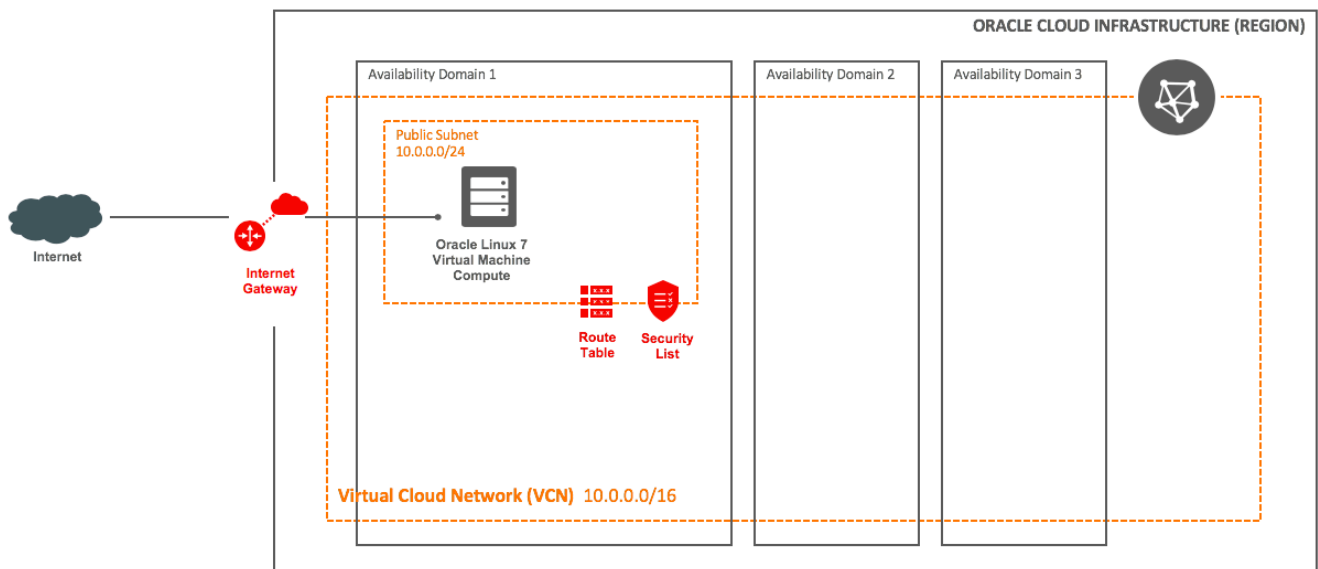 ORACLE CLOUD INFRASTRUCTURE (REGION)
Availability Domain 1
Availability Domain 2
Availability Domain 3
Public Subnet
10.0.0.0/24
Oracle Linux 7
Virtual Machine
Compute
Internet
Internet
Gateway
Route
Table
Security
List
Virtual Cloud Network (VCN) 10.0.0.0/16